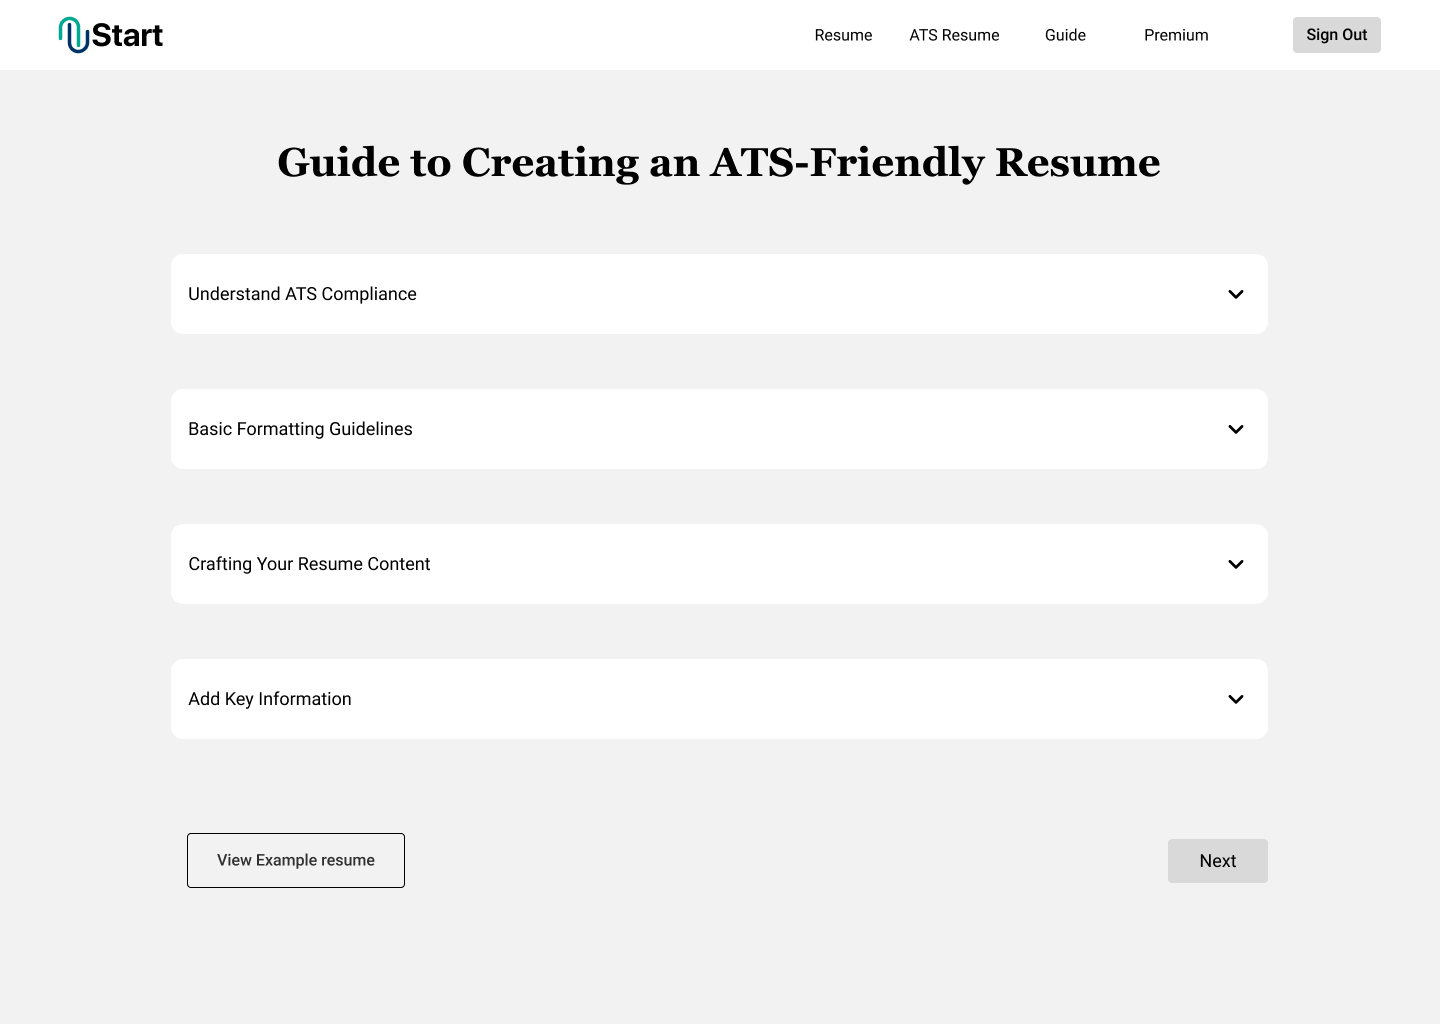 Start
Resume ATS Resume Guide Premium Sign Out
Guide to Creating an ATS-Friendly Resume
Understand ATS Compliance
Basic Formatting Guidelines
Crafting Your Resume Content
Add Key Information
View Example resume
Next